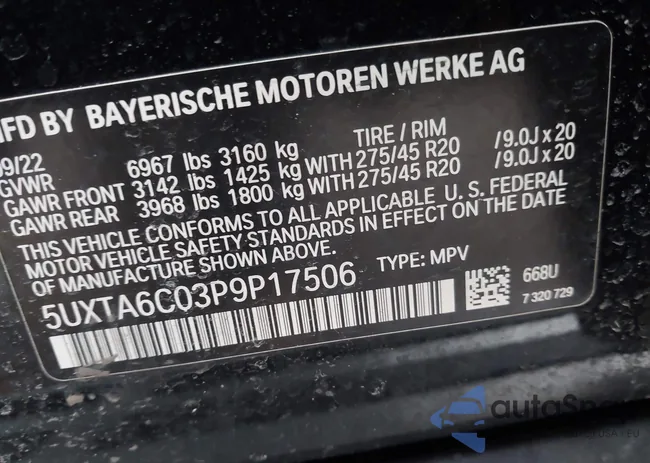 MFD BY BAYERISCHE MOTOREN WERKE AG
09/22 6967 lbs 3160 kg TIRE / RIM
GVWR
GAWR FRONT 3142 lbs 1425 kg WITH 275/45 R20 /9.0J x 20
GAWR REAR 3968 lbs 1800 kg WITH 275/45 R20 /9.0J x 20
THIS VEHICLE CONFORMS TO ALL APPLICABLE U. S. FEDERAL
MOTOR VEHICLE SAFETY STANDARDS IN EFFECT ON THE DATE
OF MANUFACTURE SHOWN ABOVE.
5UXTA6C03P9P17506 TYPE: MPV
668U
7 320 729